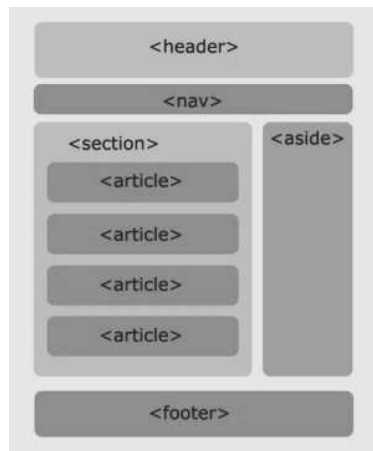 <header>
<nav>
<section>
<aside>
<article>
<article>
<article>
<article>
<footer>